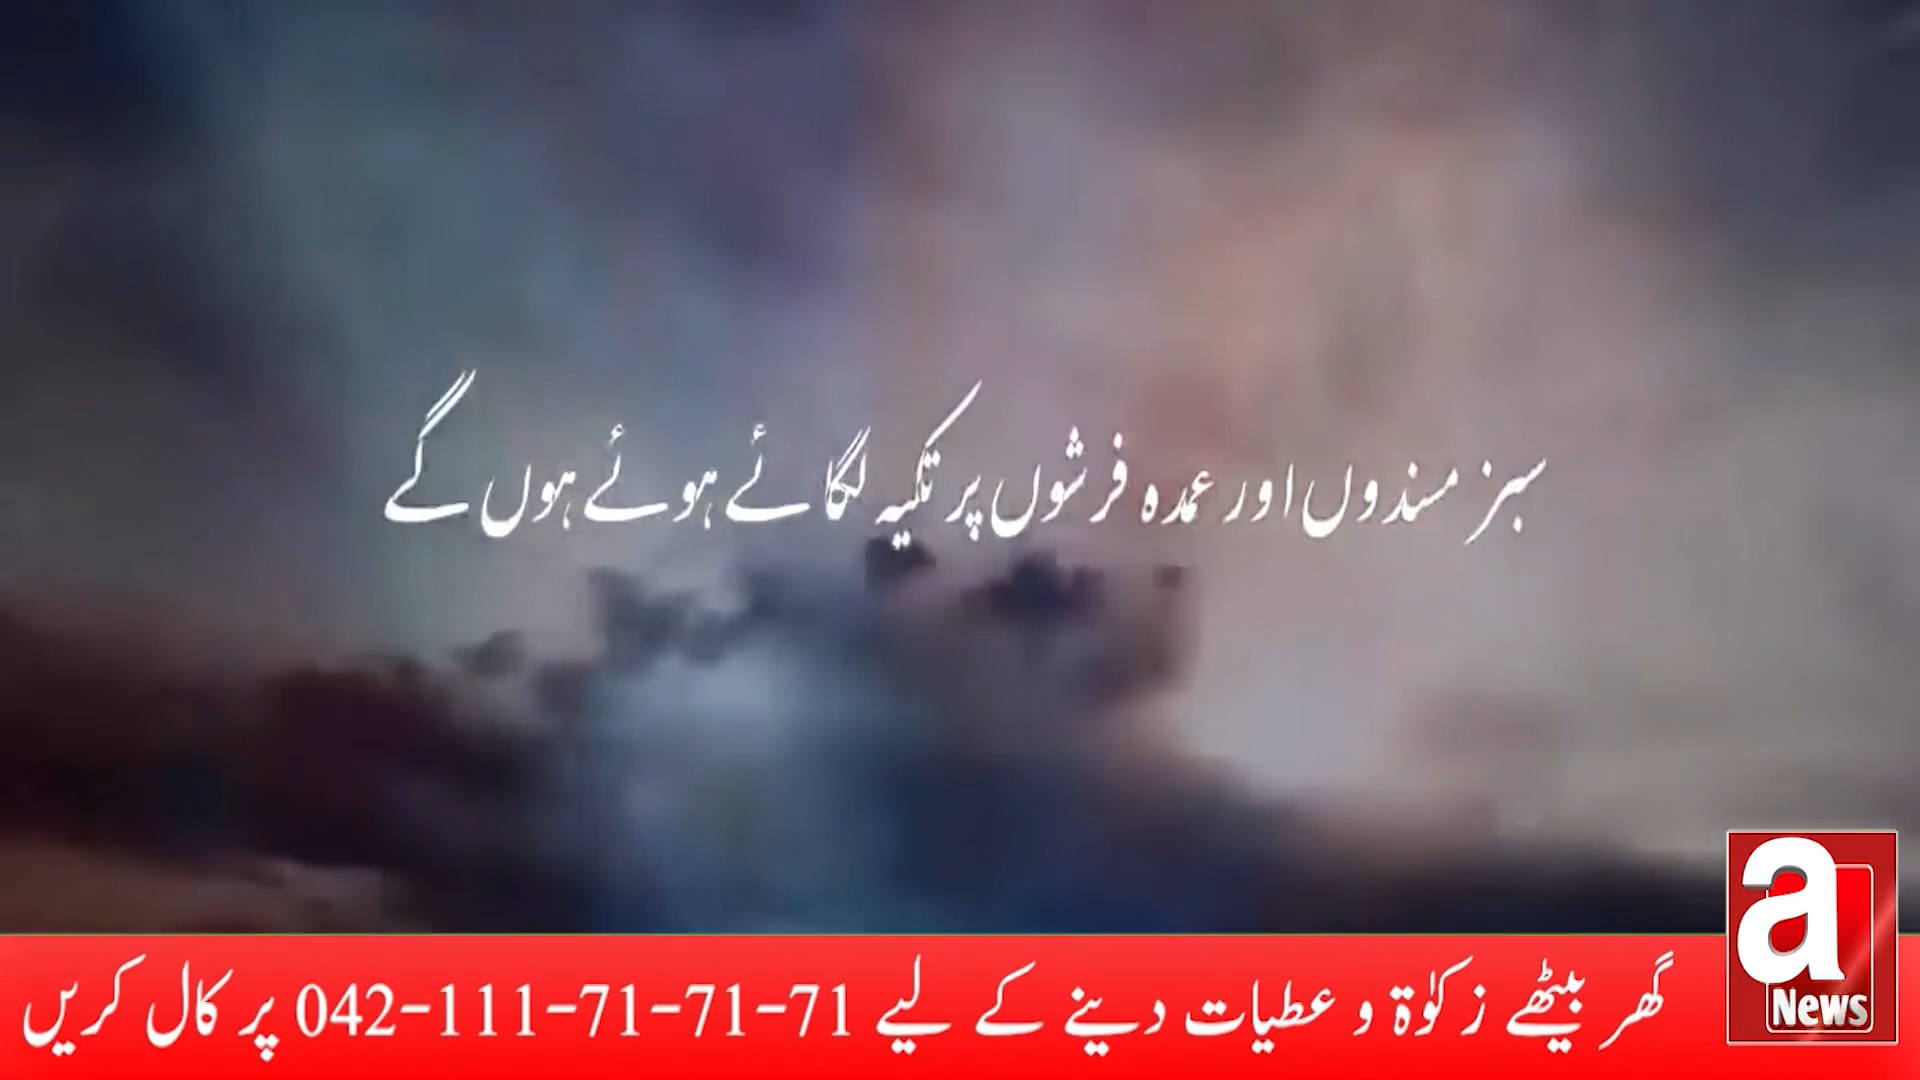 سبز مسندوں اور عمدہ فرشوں پر تکیہ لگائے ہوئے ہوں گے
a
News
گھر بیٹھے زکوٰۃ و عطیات دینے کے لیے 71-71-71-111-042 پر کال کریں